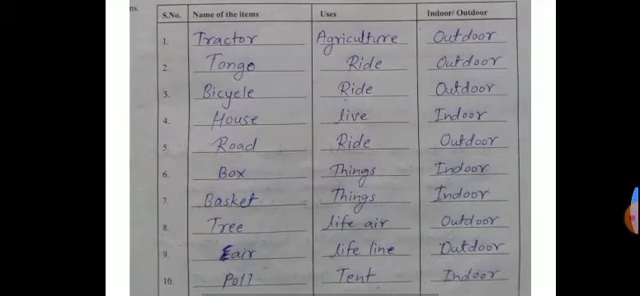 ns.
S.No. Name of the items Uses Indoor/ Outdoor
1. Tractor Agriculture Outdoor
2. Tongo Ride Outdoor
3. Bicycle Ride Outdoor
4. House live Indoor
5. Road Ride Outdoor
6. Box Things Indoor
7. Basket Things Indoor
8. Tree life air Outdoor
9. Eair life line Outdoor
10. Poll Tent Indoor